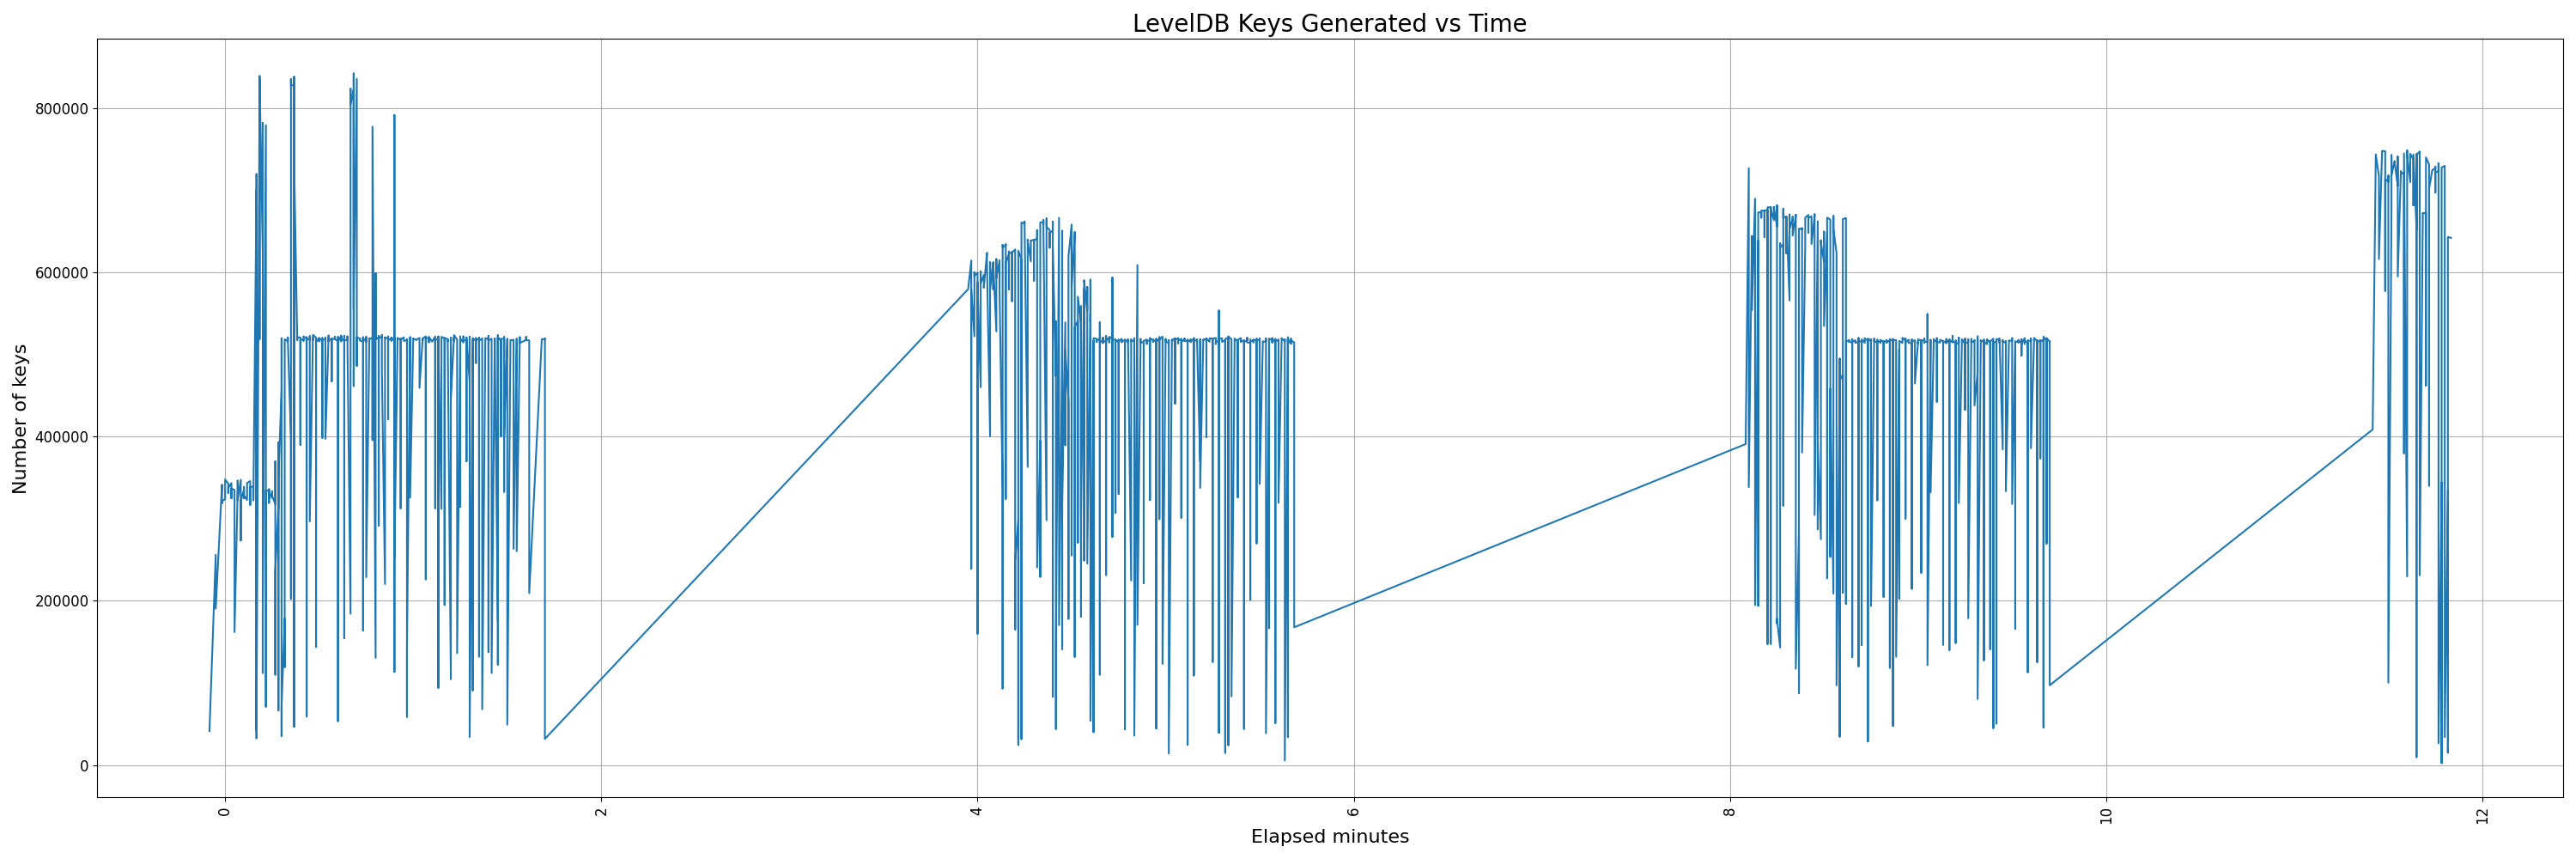 LevelDB Keys Generated vs Time
Number of keys
800000
600000
400000
200000
0
0 2 4 6 8 10 12
Elapsed minutes